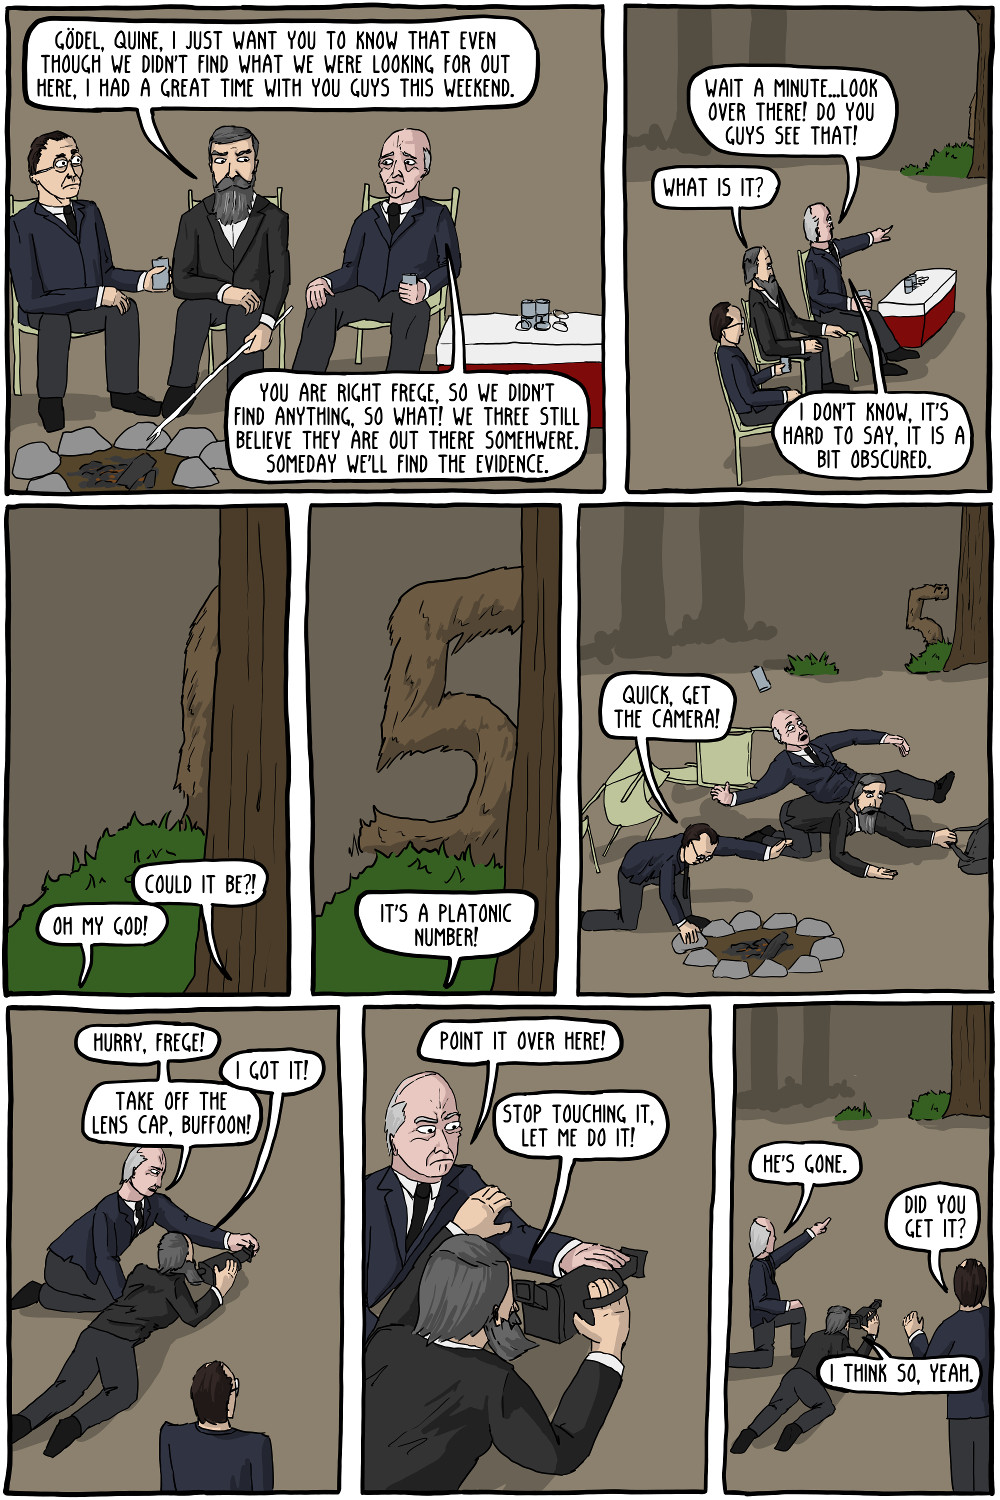 GÖDEL, QUINE, I JUST WANT YOU TO KNOW THAT EVEN
THOUGH WE DIDN'T FIND WHAT WE WERE LOOKING FOR OUT
HERE, I HAD A GREAT TIME WITH YOU GUYS THIS WEEKEND.
YOU ARE RIGHT FREGE, SO WE DIDN'T
FIND ANYTHING, SO WHAT! WE THREE STILL
BELIEVE THEY ARE OUT THERE SOMEHWERE.
SOMEDAY WE'LL FIND THE EVIDENCE.
WAIT A MINUTE...LOOK
OVER THERE! DO YOU
GUYS SEE THAT!
WHAT IS IT?
I DON'T KNOW, IT'S
HARD TO SAY, IT IS A
BIT OBSCURED.
COULD IT BE?!
OH MY GOD!
5
IT'S A PLATONIC
NUMBER!
5
QUICK, GET
THE CAMERA!
HURRY, FREGE!
I GOT IT!
TAKE OFF THE
LENS CAP, BUFFOON!
POINT IT OVER HERE!
STOP TOUCHING IT,
LET ME DO IT!
HE'S GONE.
DID YOU
GET IT?
I THINK SO, YEAH.